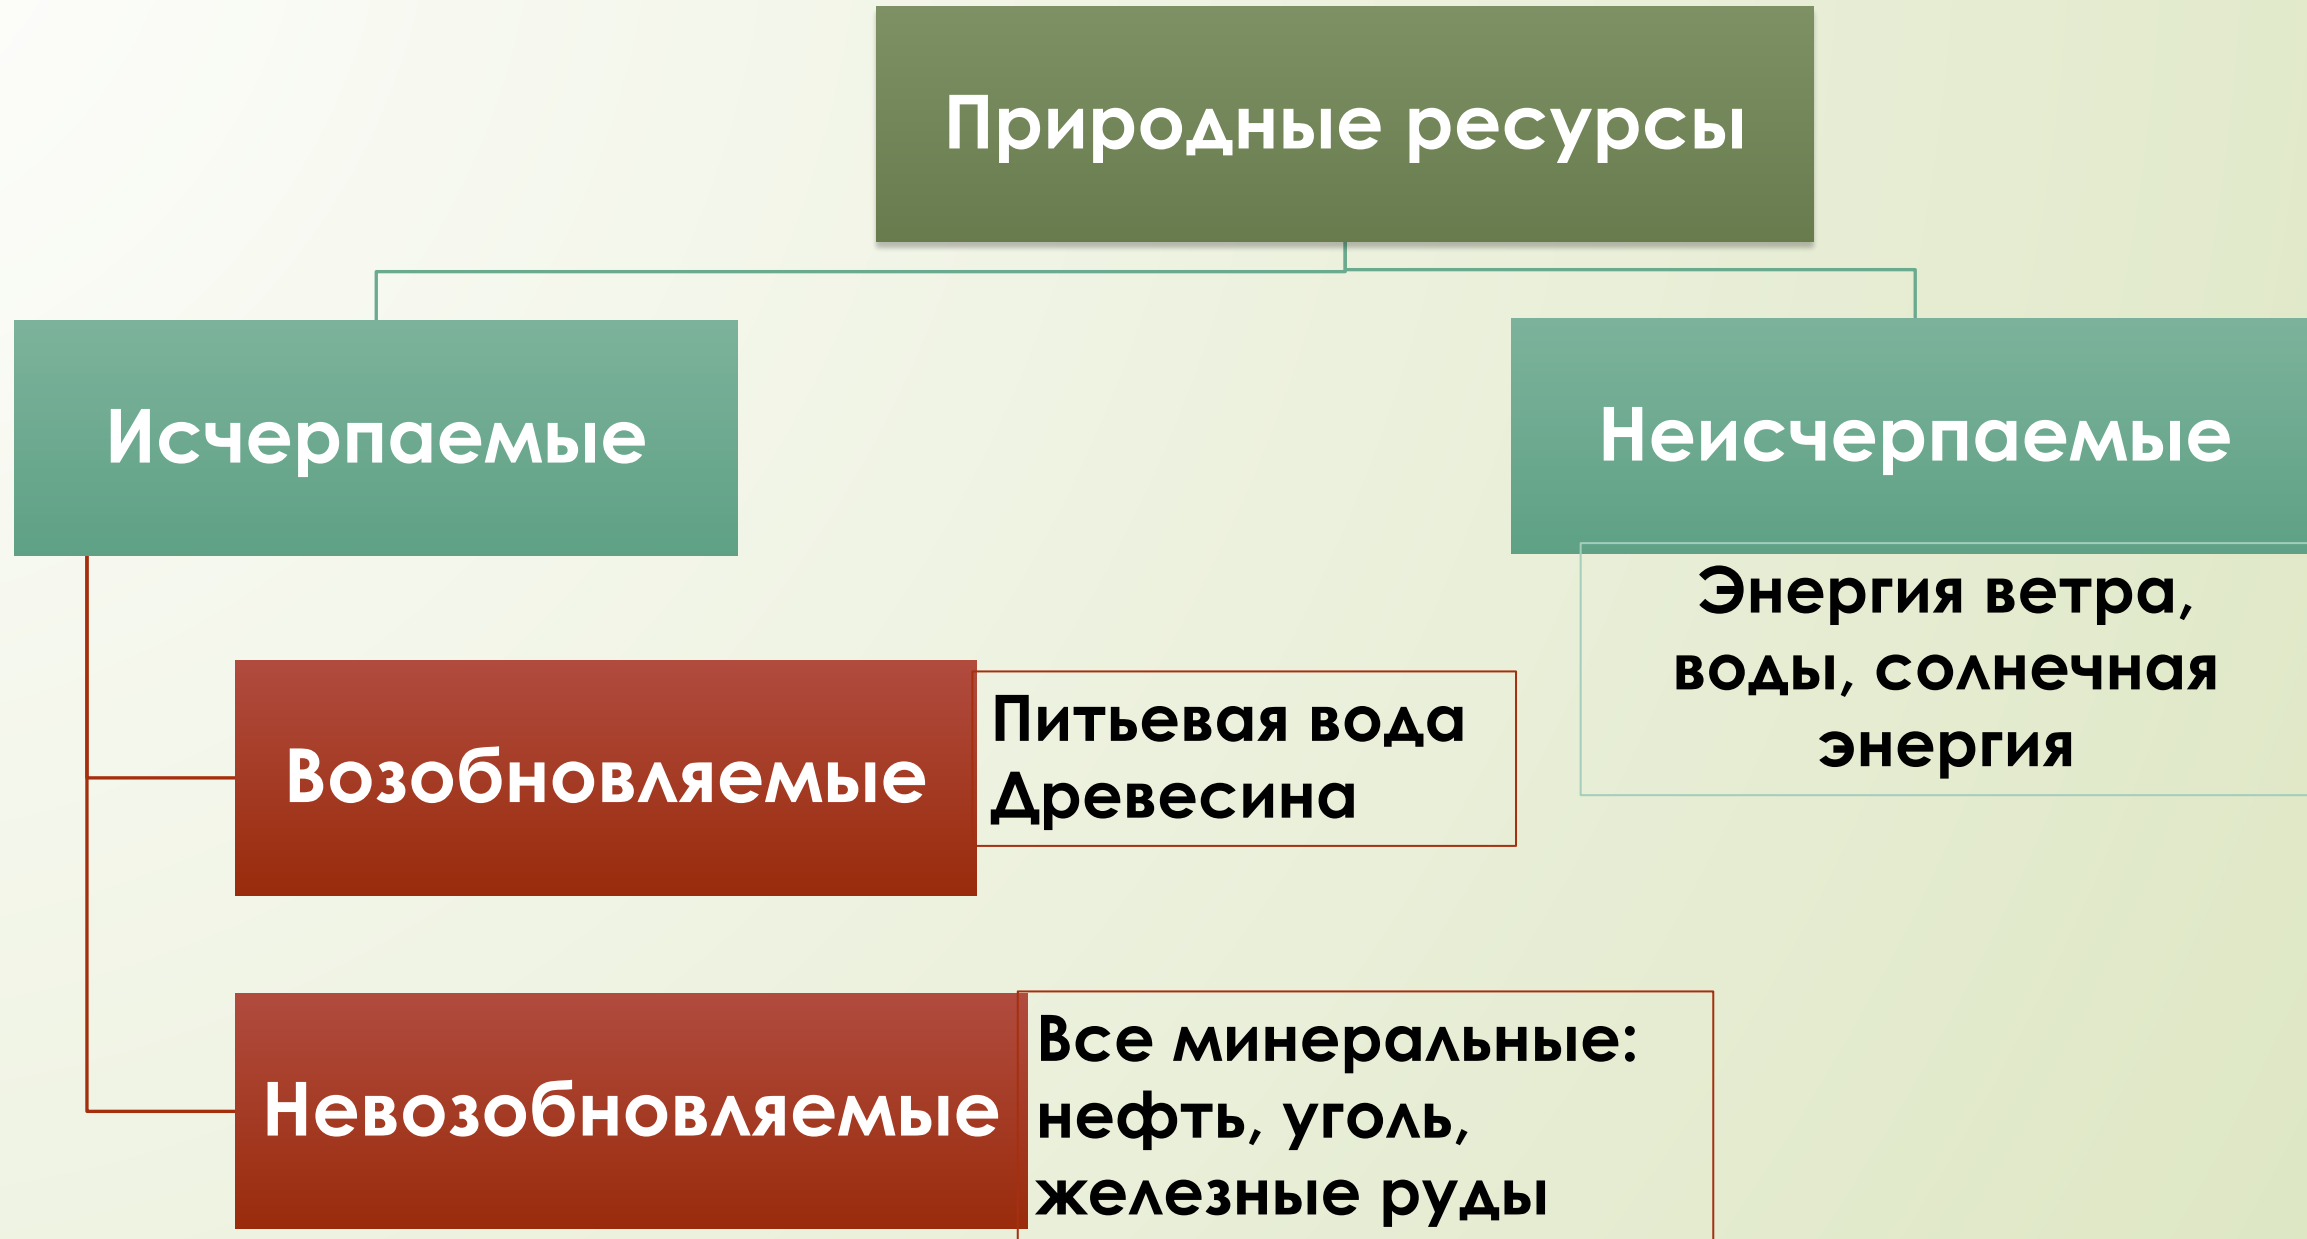 Природные ресурсы
Исчерпаемые
Неисчерпаемые
Энергия ветра,
воды, солнечная
энергия
Возобновляемые
Питьевая вода
Древесина
Невозобновляемые
Все минеральные:
нефть, уголь,
железные руды